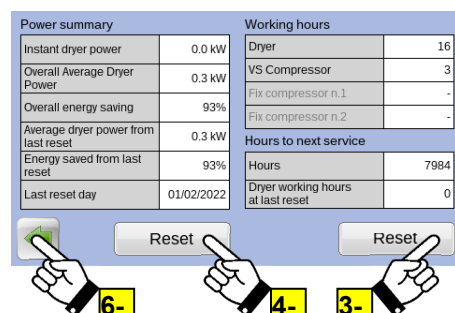 Power summary
Instant dryer power 0.0 kW
Overall Average Dryer
Power 0.3 kW
Overall energy saving 93%
Average dryer power from
last reset 0.3 kW
Energy saved from last
reset 93%
Last reset day 01/02/2022
Working hours
Dryer 16
VS Compressor 3
Fix compressor n.1 -
Fix compressor n.2 -
Hours to next service
Hours 7984
Dryer working hours
at last reset 0
Reset
Reset
6-
4-
3-